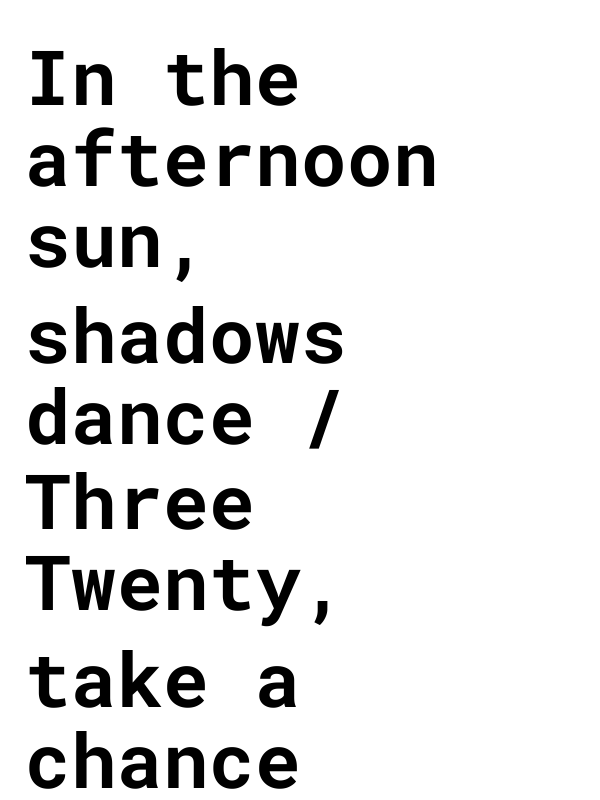 In the
afternoon
sun,
shadows
dance /
Three
Twenty,
take a
chance